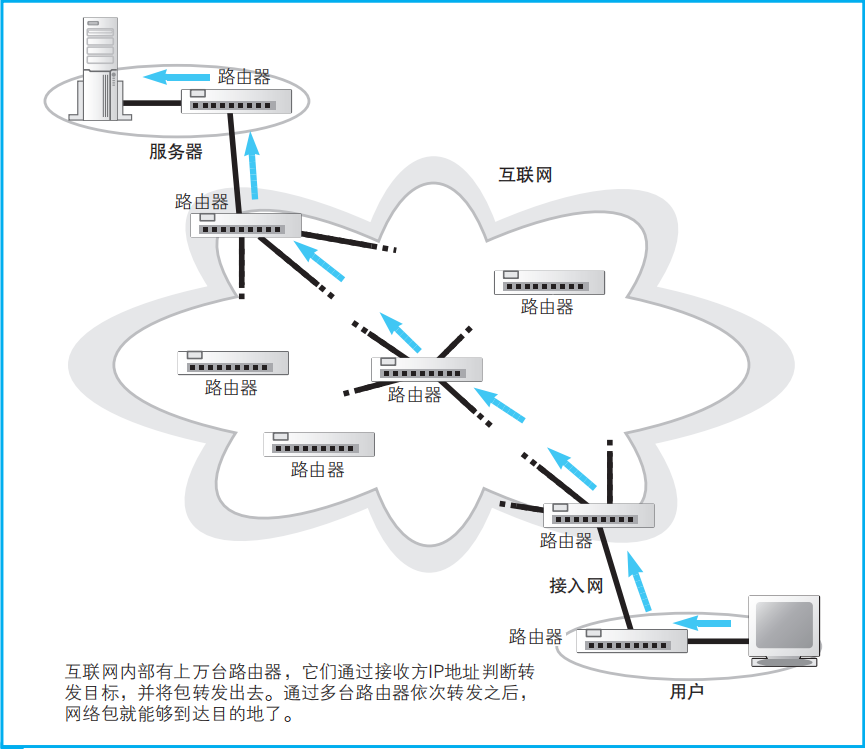 路由器
服务器
互联网
路由器
路由器
路由器
路由器
路由器
路由器
接入网
路由器
用户
互联网内部有上万台路由器，它们通过接收方IP地址判断转
发目标，并将包转发出去。通过多台路由器依次转发之后，
网络包就能够到达目的地了。